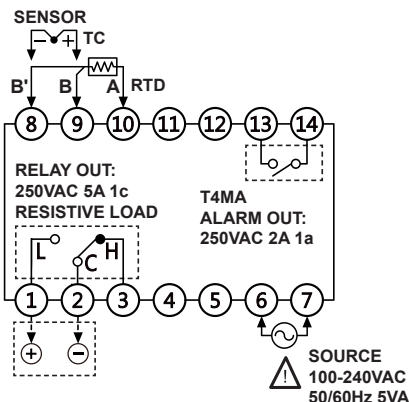 SENSOR
− + TC
B' B A RTD
8 9 10 11 12 13 14
RELAY OUT:
250VAC 5A 1c
RESISTIVE LOAD
T4MA
ALARM OUT:
250VAC 2A 1a
L C H
1 2 3 4 5 6 7
+ −
SOURCE
100-240VAC
50/60Hz 5VA